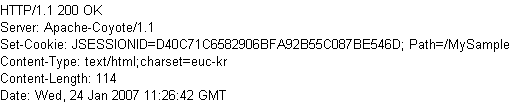 HTTP/1.1 200 OK
Server: Apache-Coyote/1.1
Set-Cookie: JSESSIONID=D40C71C6582906BFA92B55C087BE546D; Path=/MySample
Content-Type: text/html;charset=euc-kr
Content-Length: 114
Date: Wed, 24 Jan 2007 11:26:42 GMT